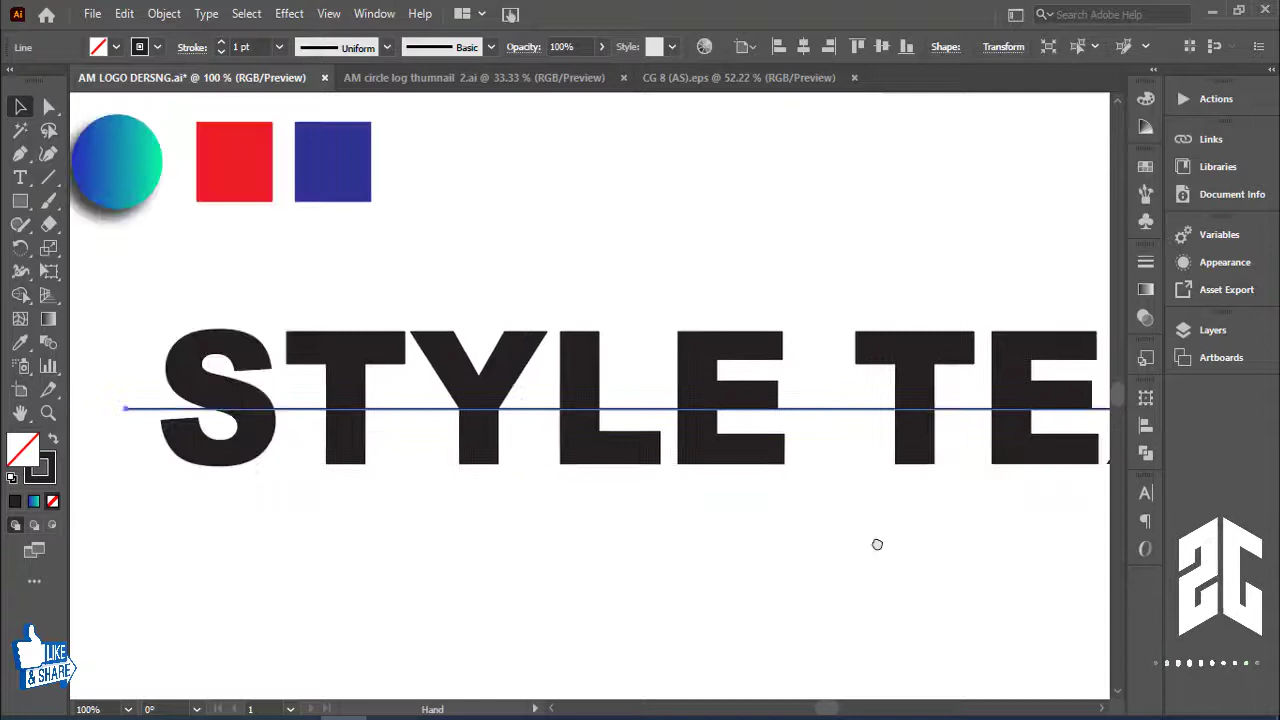 Ai File Edit Object Type Select Effect View Window Help Search Adobe Help
Line Stroke: 1 pt Uniform Basic Opacity: 100% Style: Shape: Transform
AM LOGO DERSNG.ai* @ 100 % (RGB/Preview) × AM circle log thumnail 2.ai @ 33.33 % (RGB/Preview) × CG 8 (AS).eps @ 52.22 % (RGB/Preview) ×
Actions
Links
Libraries
Document Info
Variables
Appearance
Asset Export
Layers
Artboards
STYLE TE
LIKE
& SHARE
2G
100% 0° 1 Hand